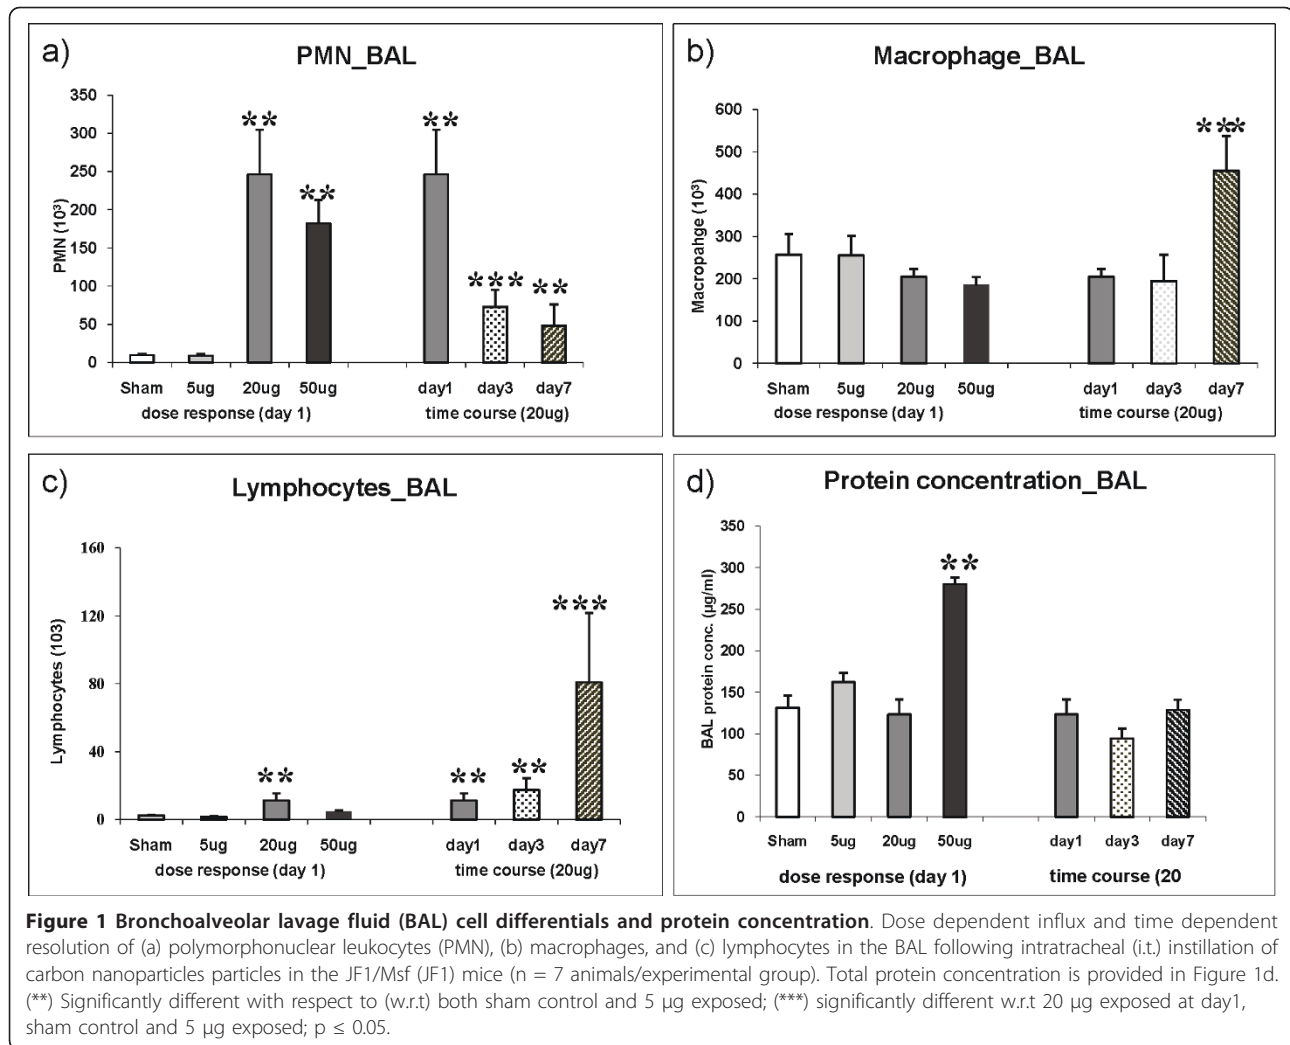 a)
PMN_BAL
350
300
250
200
150
100
50
0
PMN (10³)
** ** ** *** **
Sham 5ug 20ug 50ug day1 day3 day7
dose response (day 1) time course (20ug)
b)
Macrophage_BAL
600
500
400
300
200
100
0
Macropahge (10³)
***
Sham 5ug 20ug 50ug day1 day3 day7
dose response (day 1) time course (20ug)
c)
Lymphocytes_BAL
160
120
80
40
0
Lymphocytes (103)
** ** ** ***
Sham 5ug 20ug 50ug day1 day3 day7
dose response (day 1) time course (20ug)
d)
Protein concentration_BAL
350
300
250
200
150
100
50
0
BAL protein conc. (µg/ml)
**
Sham 5ug 20ug 50ug day1 day3 day7
dose response (day 1) time course (20
Figure 1 Bronchoalveolar lavage fluid (BAL) cell differentials and protein concentration. Dose dependent influx and time dependent
resolution of (a) polymorphonuclear leukocytes (PMN), (b) macrophages, and (c) lymphocytes in the BAL following intratracheal (i.t.) instillation of
carbon nanoparticles particles in the JF1/Msf (JF1) mice (n = 7 animals/experimental group). Total protein concentration is provided in Figure 1d.
(**) Significantly different with respect to (w.r.t) both sham control and 5 µg exposed; (***) significantly different w.r.t 20 µg exposed at day1,
sham control and 5 µg exposed; p ≤ 0.05.